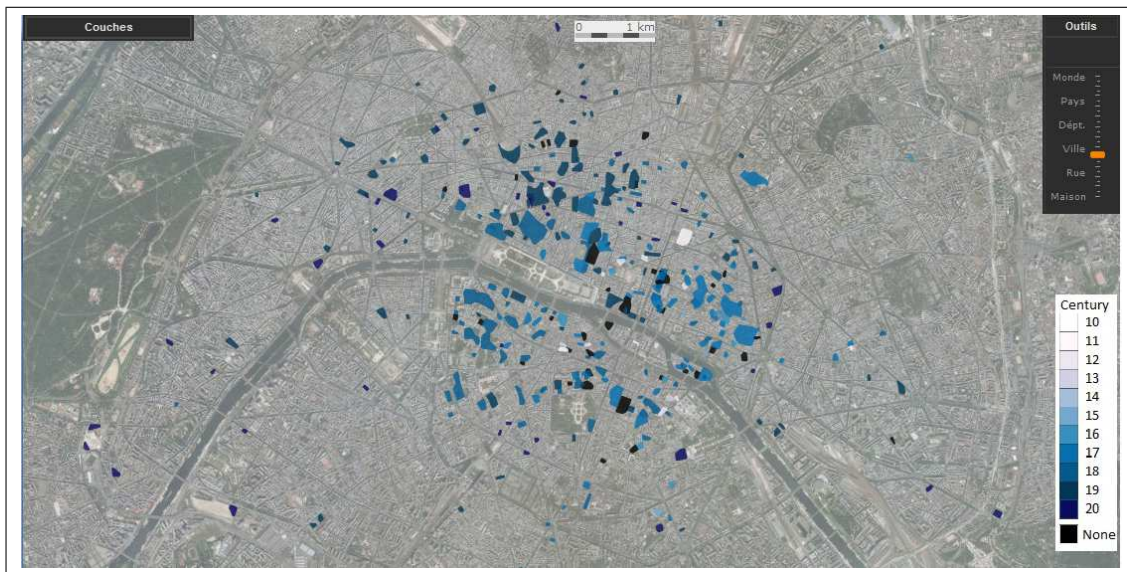 Couches
0 1 km
Outils
Monde
Pays
Dépt.
Ville
Rue
Maison
Century
10
11
12
13
14
15
16
17
18
19
20
None